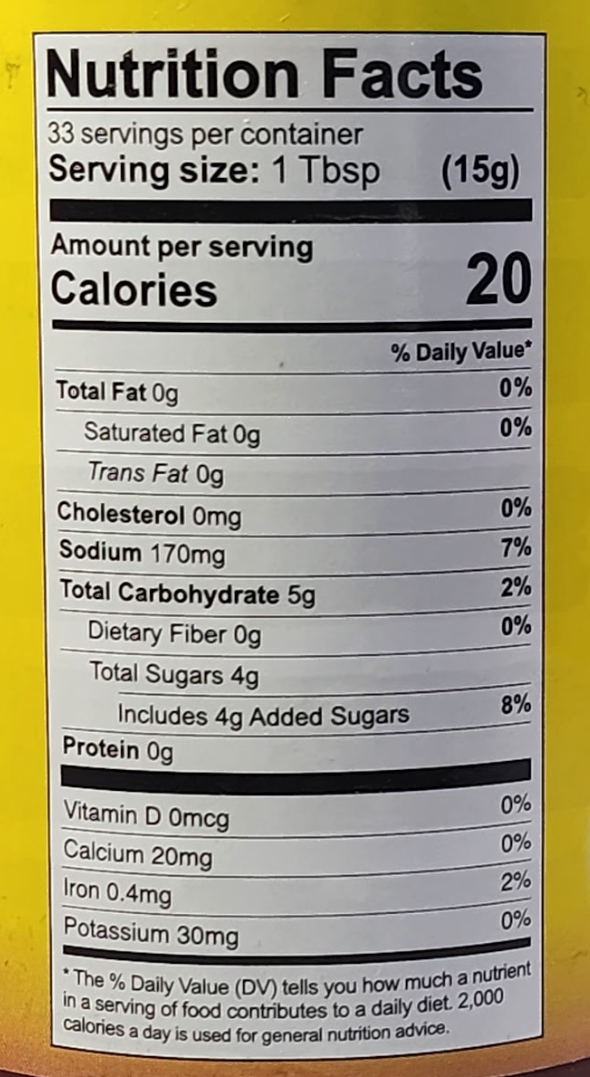 Nutrition Facts
33 servings per container
Serving size: 1 Tbsp (15g)
Amount per serving
Calories 20
% Daily Value*
Total Fat 0g 0%
Saturated Fat 0g 0%
Trans Fat 0g
Cholesterol 0mg 0%
Sodium 170mg 7%
Total Carbohydrate 5g 2%
Dietary Fiber 0g 0%
Total Sugars 4g
Includes 4g Added Sugars 8%
Protein 0g
Vitamin D 0mcg 0%
Calcium 20mg 0%
Iron 0.4mg 2%
Potassium 30mg 0%
* The % Daily Value (DV) tells you how much a nutrient
in a serving of food contributes to a daily diet. 2,000
calories a day is used for general nutrition advice.